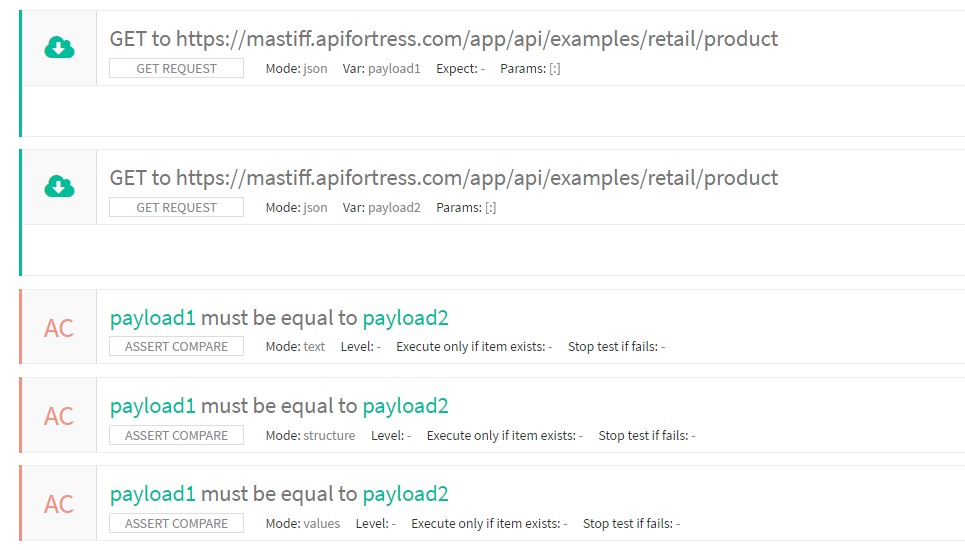 GET to https://mastiff.apifortress.com/app/api/examples/retail/product
GET REQUEST Mode: json Var: payload1 Expect: - Params: [:]
GET to https://mastiff.apifortress.com/app/api/examples/retail/product
GET REQUEST Mode: json Var: payload2 Params: [:]
AC payload1 must be equal to payload2
ASSERT COMPARE Mode: text Level: - Execute only if item exists: - Stop test if fails: -
AC payload1 must be equal to payload2
ASSERT COMPARE Mode: structure Level: - Execute only if item exists: - Stop test if fails: -
AC payload1 must be equal to payload2
ASSERT COMPARE Mode: values Level: - Execute only if item exists: - Stop test if fails: -